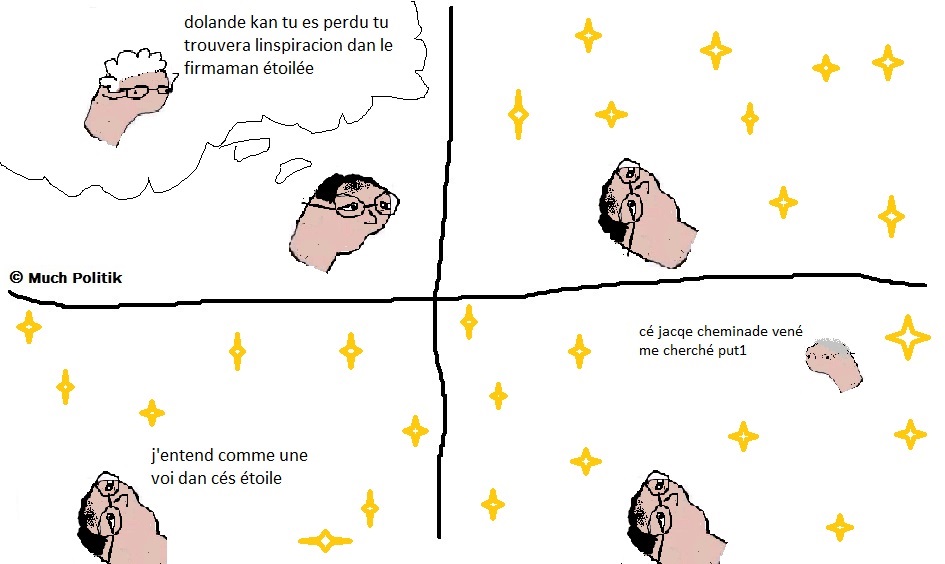 dolande kan tu es perdu tu
trouvera linspiracion dan le
firmaman étoilée
© Much Politik
j'entend comme une
voi dan cés étoile
cé jacqe cheminade vené
me cherché put1